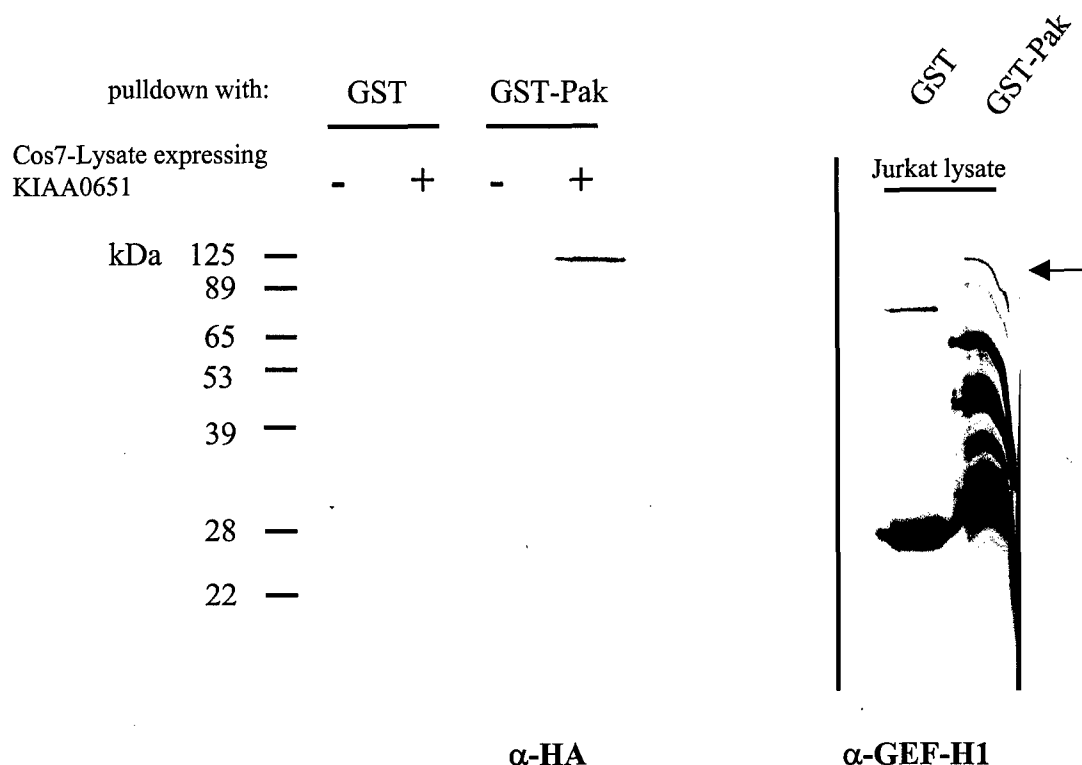 pulldown with: GST GST-Pak
Cos7-Lysate expressing
KIAA0651 - + - +
kDa 125
89
65
53
39
28
22
GST
GST-Pak
Jurkat lysate
α-HA
α-GEF-H1